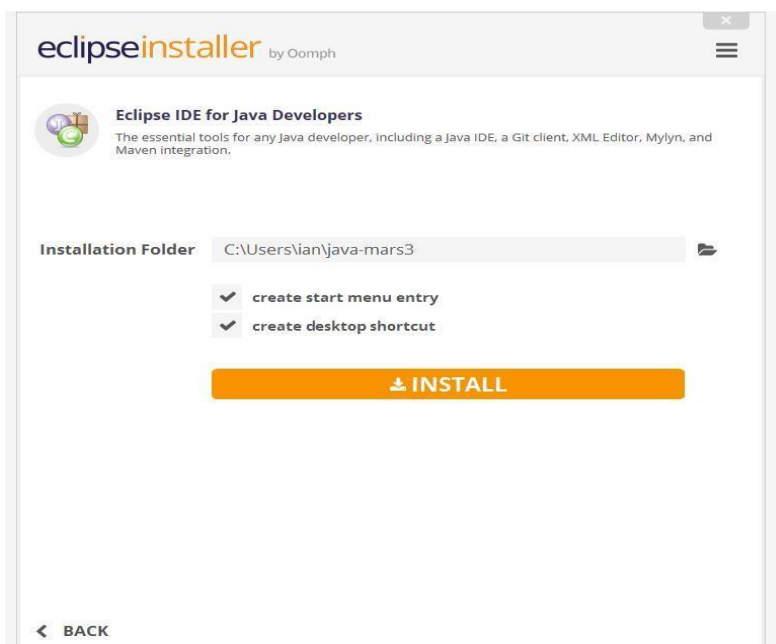 eclipseinstaller by Oomph
Eclipse IDE for Java Developers
The essential tools for any Java developer, including a Java IDE, a Git client, XML Editor, Mylyn, and
Maven integration.
Installation Folder C:\Users\ian\java-mars3
create start menu entry
create desktop shortcut
INSTALL
BACK